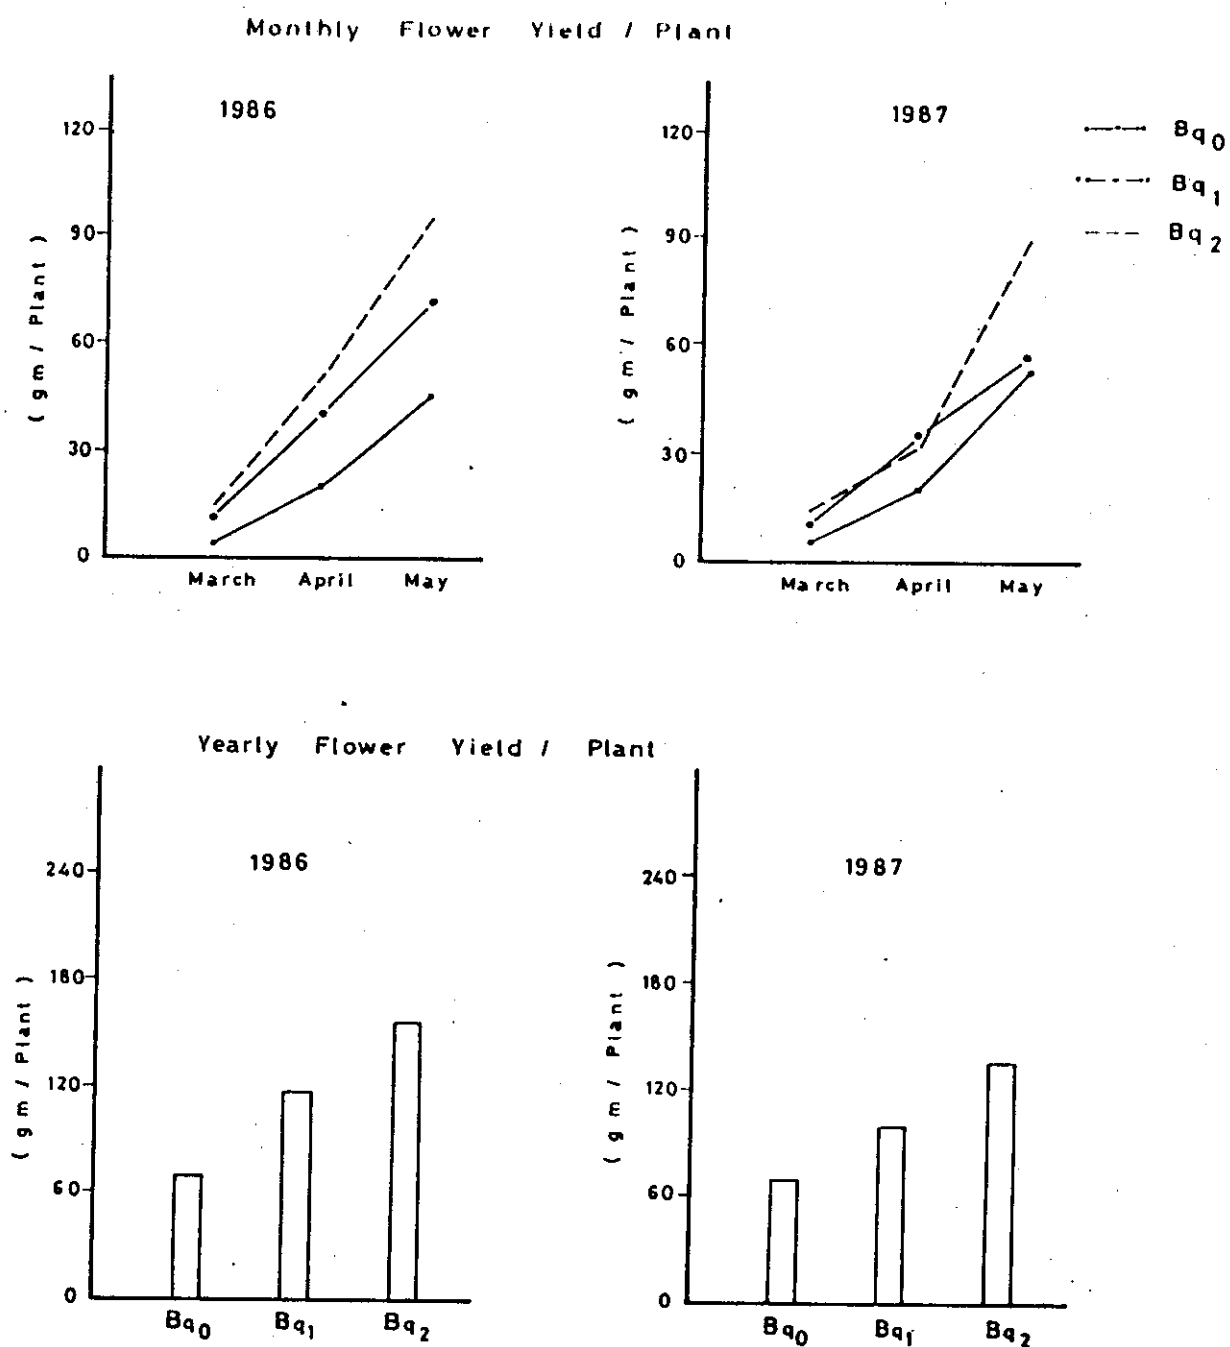 Monthly Flower Yield / Plant
1986
120
90
60
30
0
( gm / Plant )
March April May
1987
120
90
60
30
0
( gm / Plant )
March April May
Bq0
Bq1
Bq2
Yearly Flower Yield / Plant
1986
240
180
120
60
0
( gm / Plant )
Bq0 Bq1 Bq2
1987
240
180
120
60
0
( gm / Plant )
Bq0 Bq1 Bq2